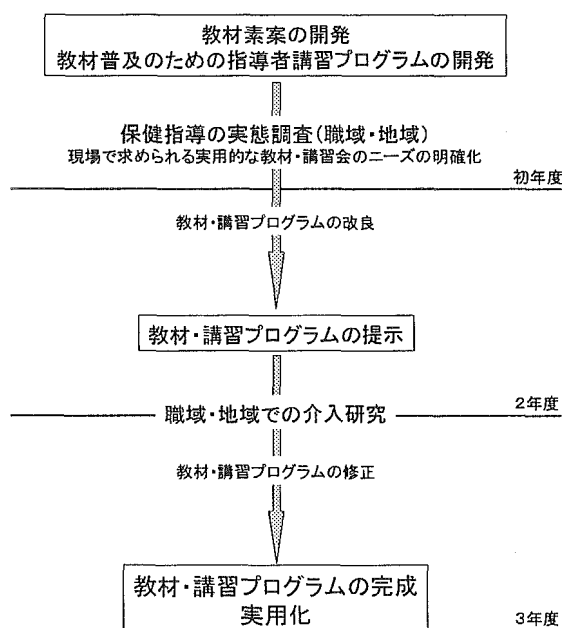 教材素案の開発
教材普及のための指導者講習プログラムの開発
保健指導の実態調査(職域・地域)
現場で求められる実用的な教材・講習会のニーズの明確化
初年度
教材・講習プログラムの改良
教材・講習プログラムの提示
2年度
職域・地域での介入研究
教材・講習プログラムの修正
教材・講習プログラムの完成
実用化
3年度